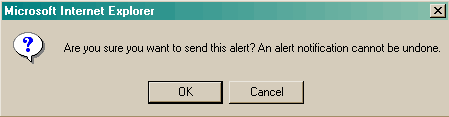 Microsoft Internet Explorer
Are you sure you want to send this alert? An alert notification cannot be undone.
OK
Cancel